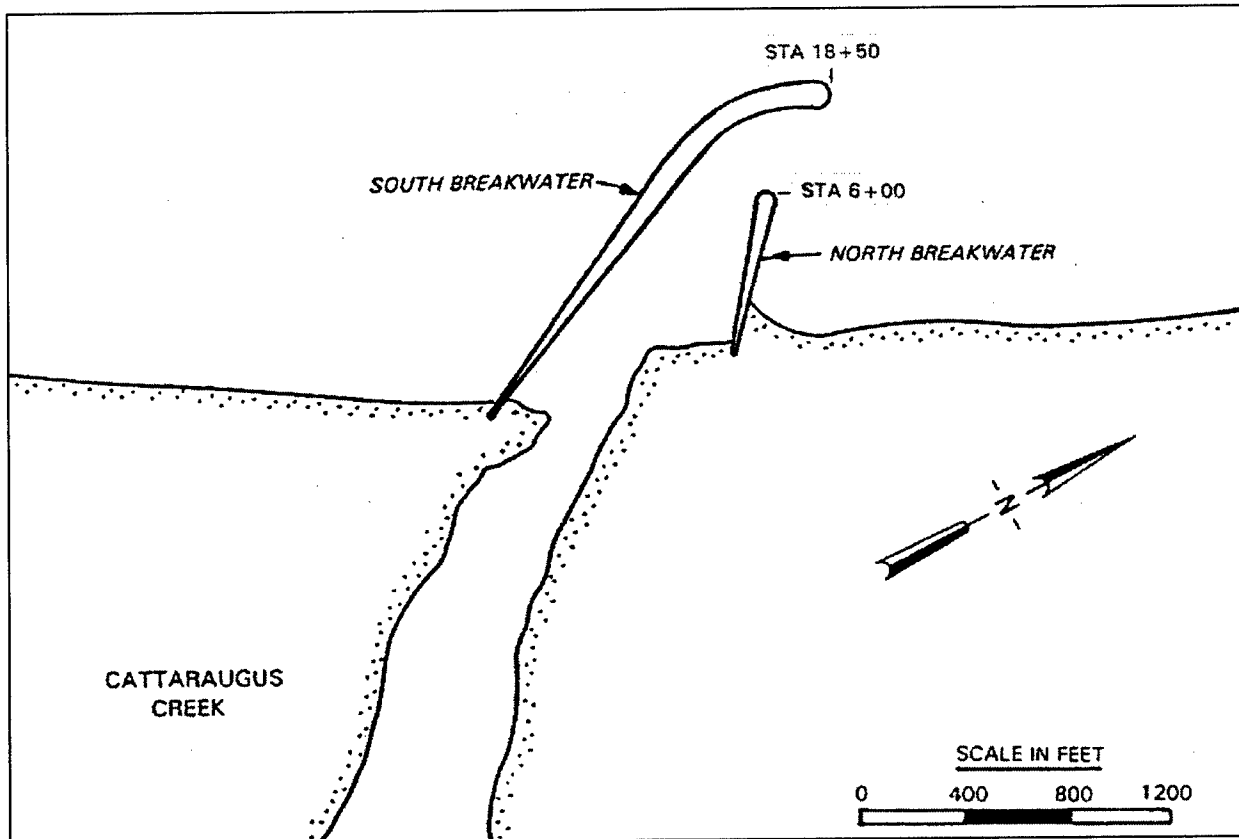 STA 18+50
SOUTH BREAKWATER
STA 6+00
NORTH BREAKWATER
N
CATTARAUGUS
CREEK
SCALE IN FEET
0 400 800 1200